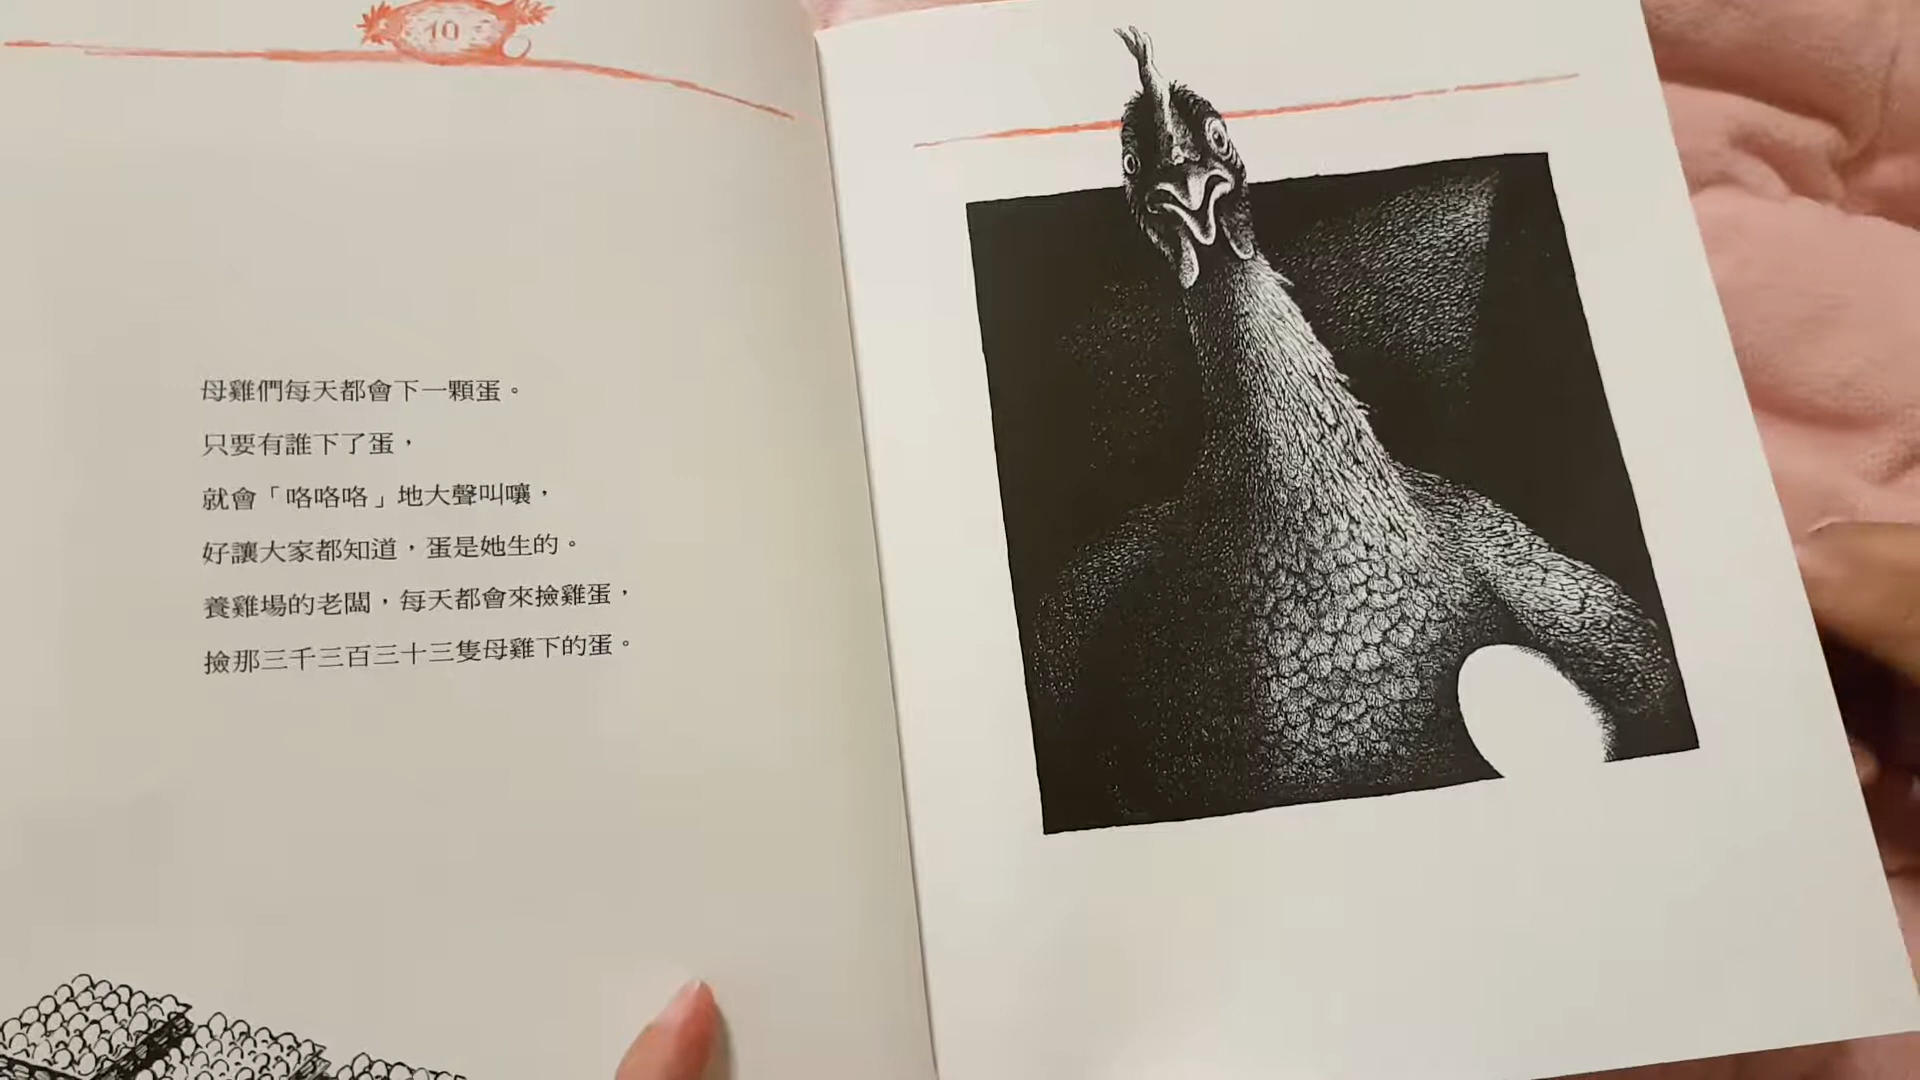 10
母雞們每天都會下一顆蛋。
只要有誰下了蛋，
就會「咯咯咯」地大聲叫嚷，
好讓大家都知道，蛋是她生的。
養雞場的老闆，每天都會來撿雞蛋，
撿那三千三百三十三隻母雞下的蛋。